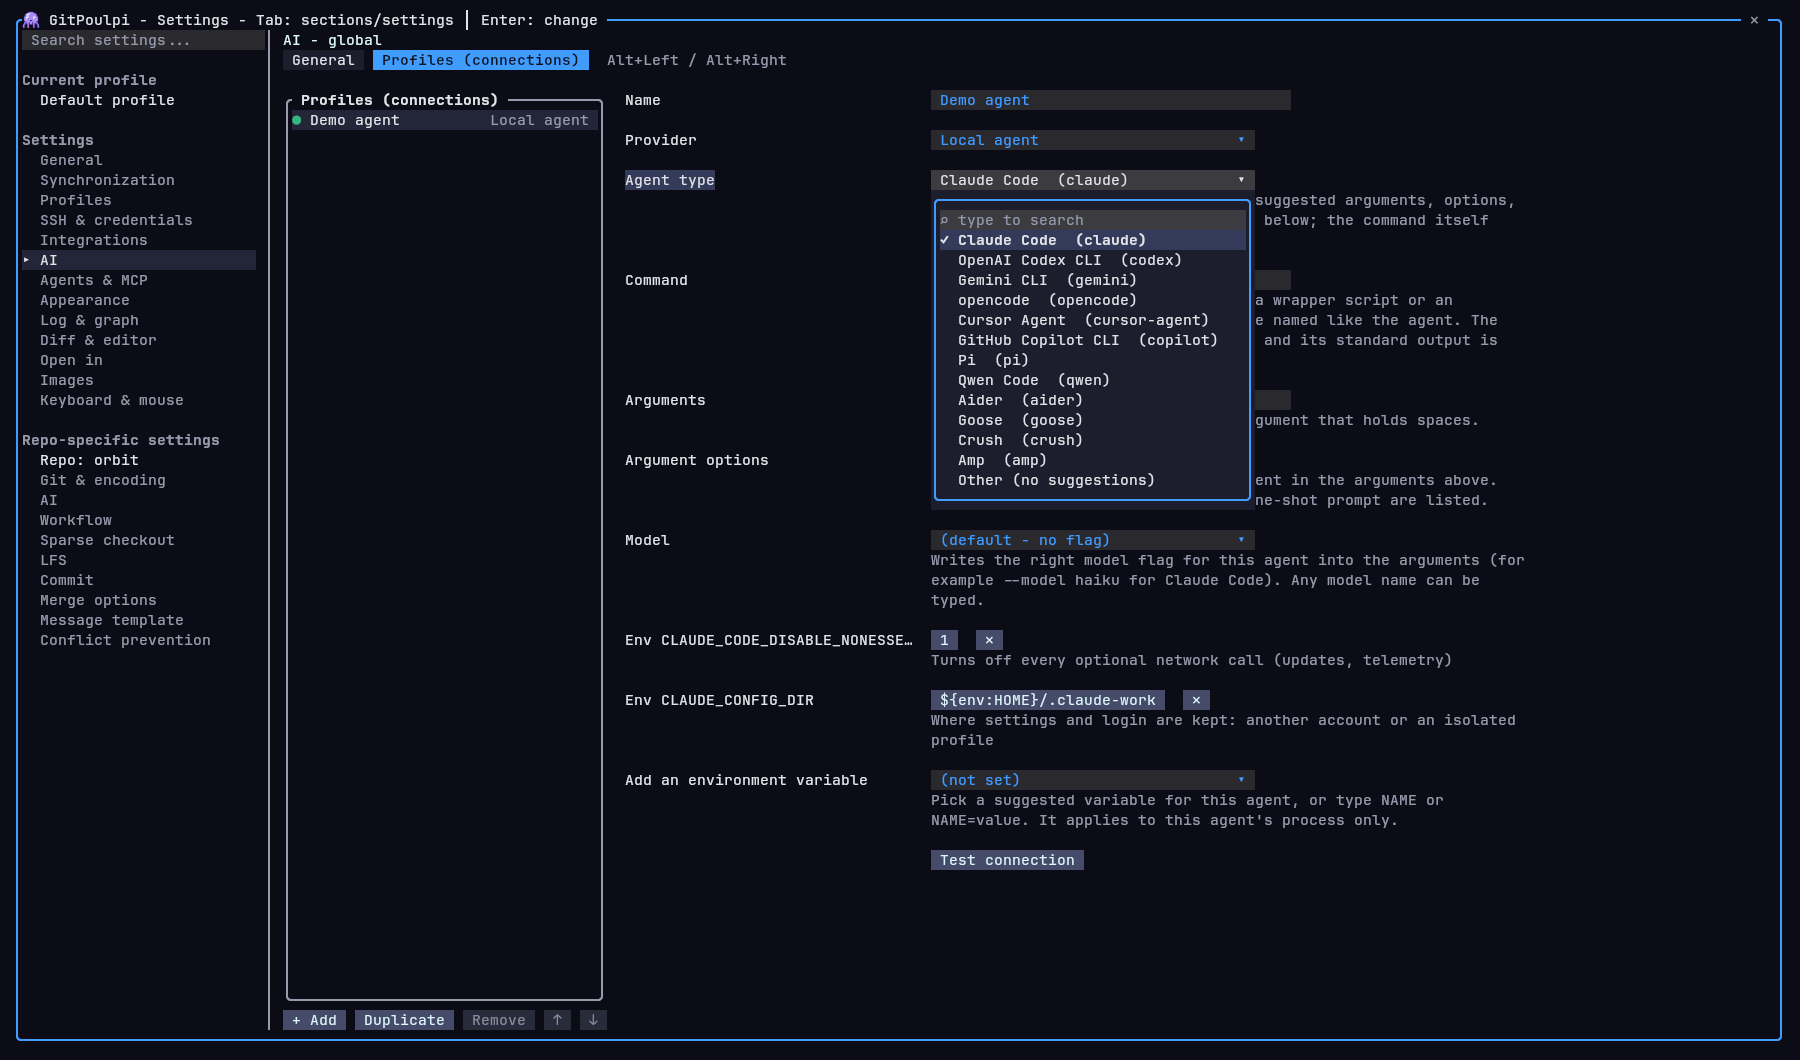 GitPoulpi - Settings - Tab: sections/settings | Enter: change ×
Search settings...
Current profile
Default profile
Settings
General
Synchronization
Profiles
SSH & credentials
Integrations
▸ AI
Agents & MCP
Appearance
Log & graph
Diff & editor
Open in
Images
Keyboard & mouse
Repo-specific settings
Repo: orbit
Git & encoding
AI
Workflow
Sparse checkout
LFS
Commit
Merge options
Message template
Conflict prevention
AI - global
General Profiles (connections) Alt+Left / Alt+Right
Profiles (connections)
● Demo agent Local agent
+ Add Duplicate Remove ↑ ↓
Name Demo agent
Provider Local agent ▾
Agent type Claude Code (claude) ▾
suggested arguments, options,
below; the command itself
type to search
✓ Claude Code (claude)
OpenAI Codex CLI (codex)
Gemini CLI (gemini)
opencode (opencode)
Cursor Agent (cursor-agent)
GitHub Copilot CLI (copilot)
Pi (pi)
Qwen Code (qwen)
Aider (aider)
Goose (goose)
Crush (crush)
Amp (amp)
Other (no suggestions)
Command
a wrapper script or an
e named like the agent. The
and its standard output is
Arguments
gument that holds spaces.
Argument options
ent in the arguments above.
ne-shot prompt are listed.
Model (default - no flag) ▾
Writes the right model flag for this agent into the arguments (for
example --model haiku for Claude Code). Any model name can be
typed.
Env CLAUDE_CODE_DISABLE_NONESSE… 1 ×
Turns off every optional network call (updates, telemetry)
Env CLAUDE_CONFIG_DIR ${env:HOME}/.claude-work ×
Where settings and login are kept: another account or an isolated
profile
Add an environment variable (not set) ▾
Pick a suggested variable for this agent, or type NAME or
NAME=value. It applies to this agent's process only.
Test connection